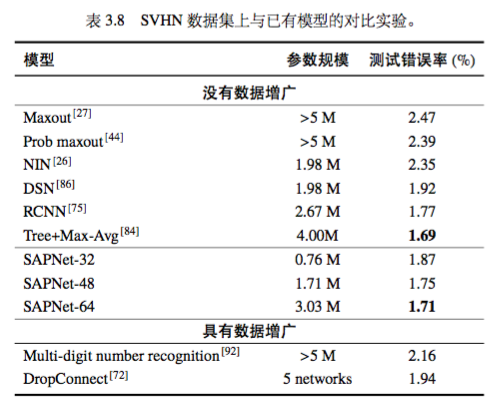 表 3.8 SVHN 数据集上与已有模型的对比实验。
模型 参数规模 测试错误率 (%)
没有数据增广
Maxout[27] >5 M 2.47
Prob maxout[44] >5 M 2.39
NIN[26] 1.98 M 2.35
DSN[86] 1.98 M 1.92
RCNN[75] 2.67 M 1.77
Tree+Max-Avg[84] 4.00M 1.69
SAPNet-32 0.76 M 1.87
SAPNet-48 1.71 M 1.75
SAPNet-64 3.03 M 1.71
具有数据增广
Multi-digit number recognition[92] >5 M 2.16
DropConnect[72] 5 networks 1.94